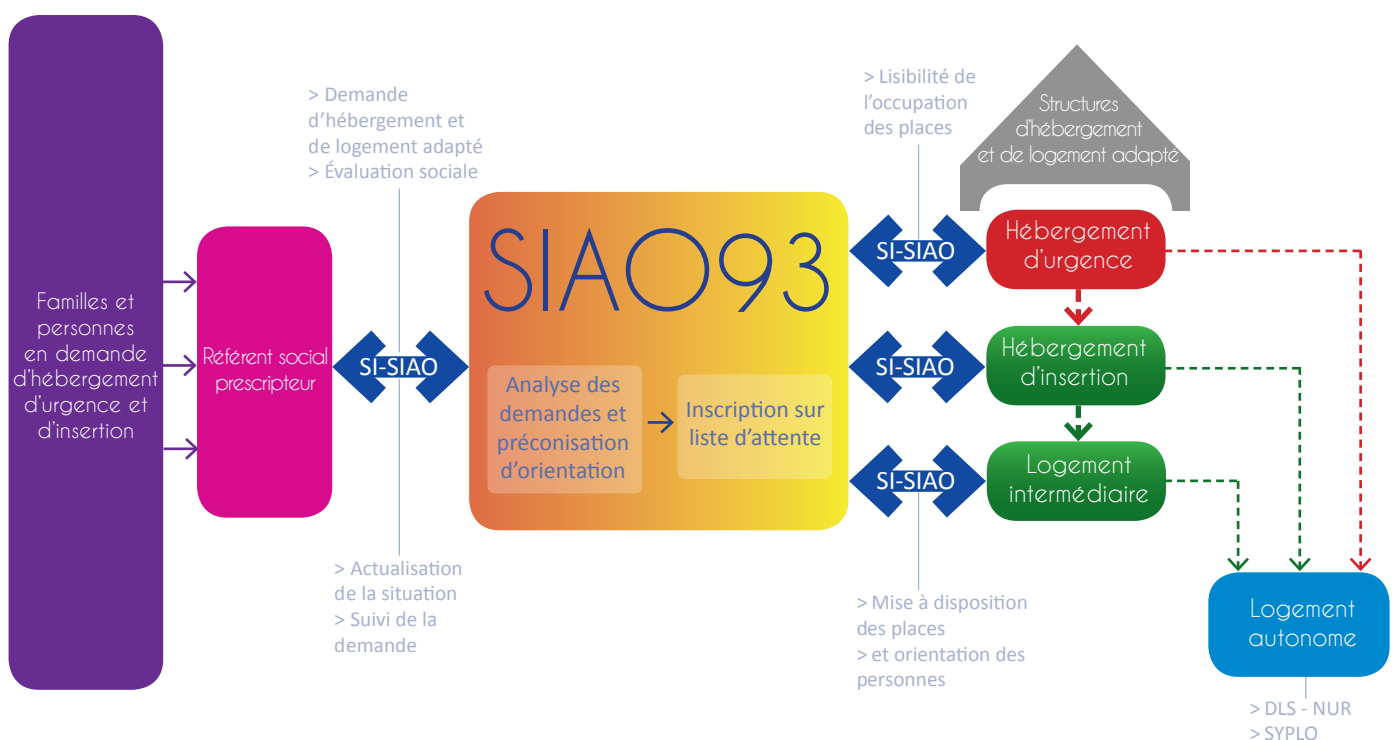 Familles et
personnes
en demande
d'hébergement
d'urgence et
d'insertion
Référent social
prescripteur
> Demande
d'hébergement et
de logement adapté
> Évaluation sociale
SI-SIAO
> Actualisation
de la situation
> Suivi de la
demande
SIAO93
Analyse des
demandes et
préconisation
d'orientation
Inscription sur
liste d'attente
> Lisibilité de
l'occupation
des places
SI-SIAO
SI-SIAO
SI-SIAO
> Mise à disposition
des places
> et orientation des
personnes
Structures
d'hébergement
et de logement adapté
Hébergement
d'urgence
Hébergement
d'insertion
Logement
intermédiaire
Logement
autonome
> DLS - NUR
> SYPLO